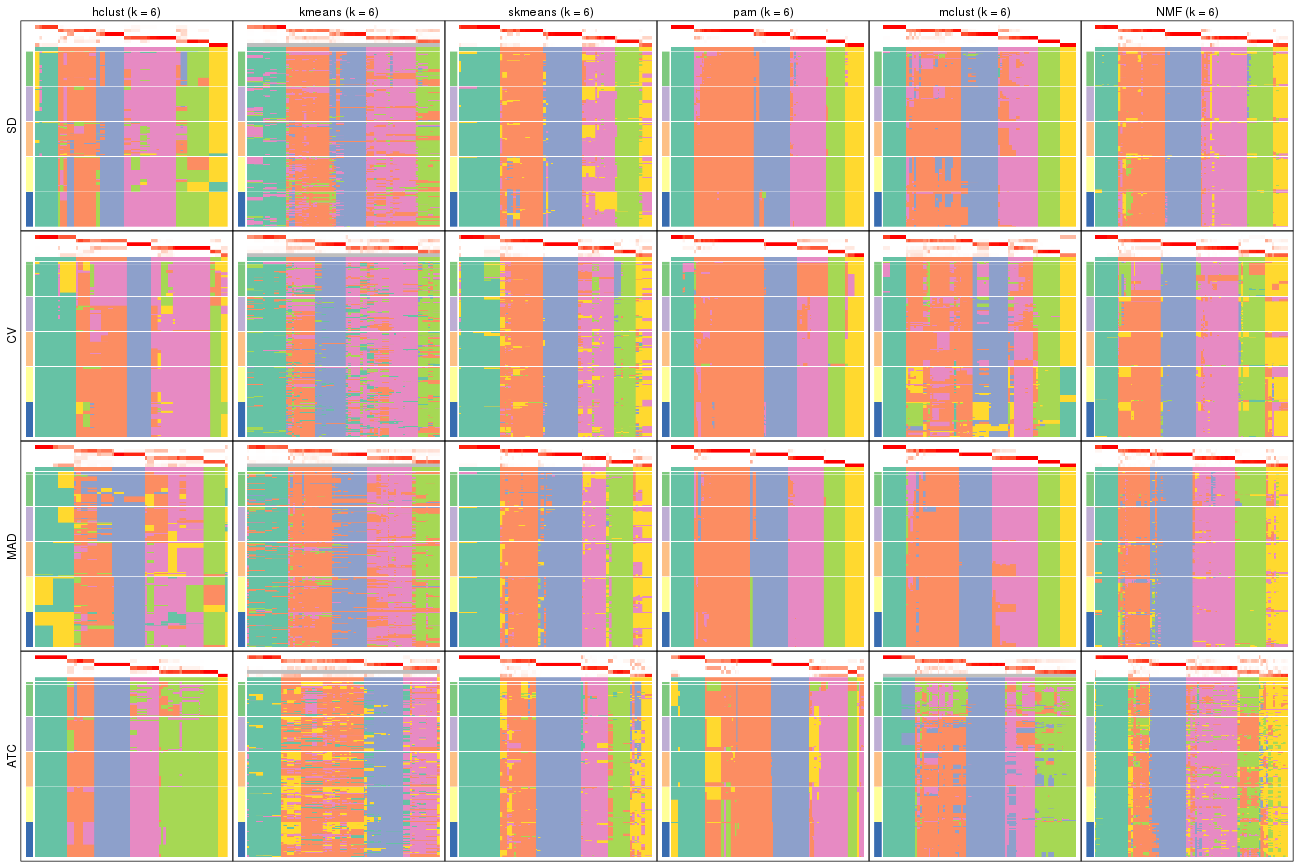 hclust (k = 6) kmeans (k = 6) skmeans (k = 6) pam (k = 6) mclust (k = 6) NMF (k = 6)
SD
CV
MAD
ATC